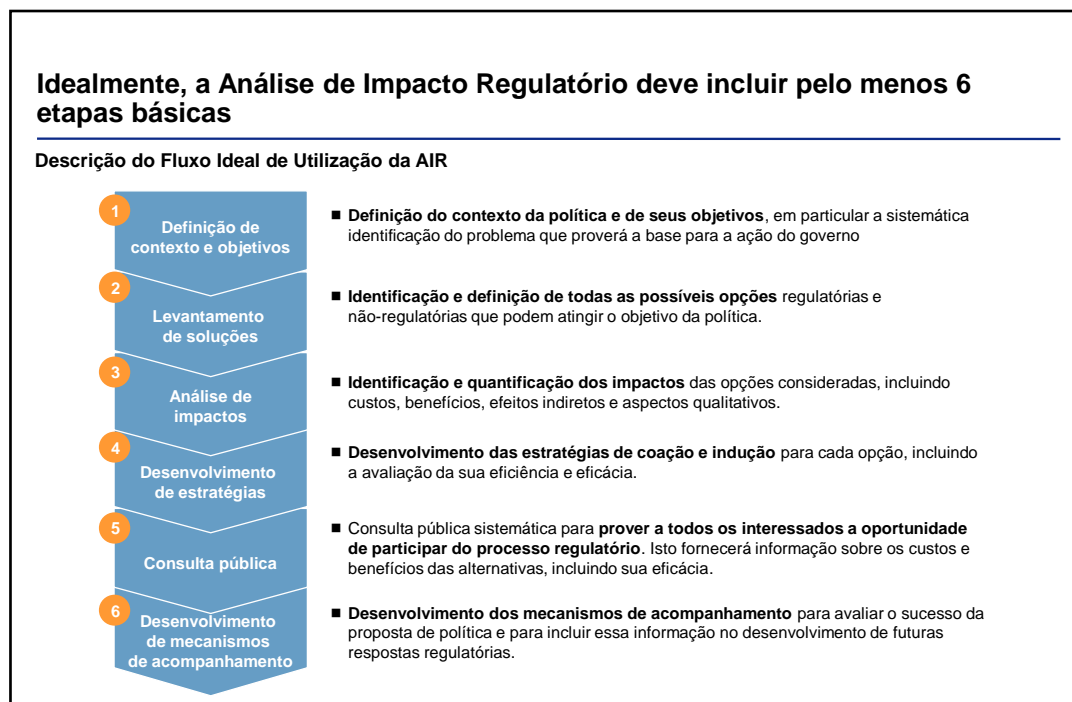 Idealmente, a Análise de Impacto Regulatório deve incluir pelo menos 6
etapas básicas
Descrição do Fluxo Ideal de Utilização da AIR
1
Definição de
contexto e objetivos
■ Definição do contexto da política e de seus objetivos, em particular a sistemática
identificação do problema que proverá a base para a ação do governo
2
Levantamento
de soluções
■ Identificação e definição de todas as possíveis opções regulatórias e
não-regulatórias que podem atingir o objetivo da política.
3
Análise de
impactos
■ Identificação e quantificação dos impactos das opções consideradas, incluindo
custos, benefícios, efeitos indiretos e aspectos qualitativos.
4
Desenvolvimento
de estratégias
■ Desenvolvimento das estratégias de coação e indução para cada opção, incluindo
a avaliação da sua eficiência e eficácia.
5
Consulta pública
■ Consulta pública sistemática para prover a todos os interessados a oportunidade
de participar do processo regulatório. Isto fornecerá informação sobre os custos e
benefícios das alternativas, incluindo sua eficácia.
6
Desenvolvimento
de mecanismos
de acompanhamento
■ Desenvolvimento dos mecanismos de acompanhamento para avaliar o sucesso da
proposta de política e para incluir essa informação no desenvolvimento de futuras
respostas regulatórias.